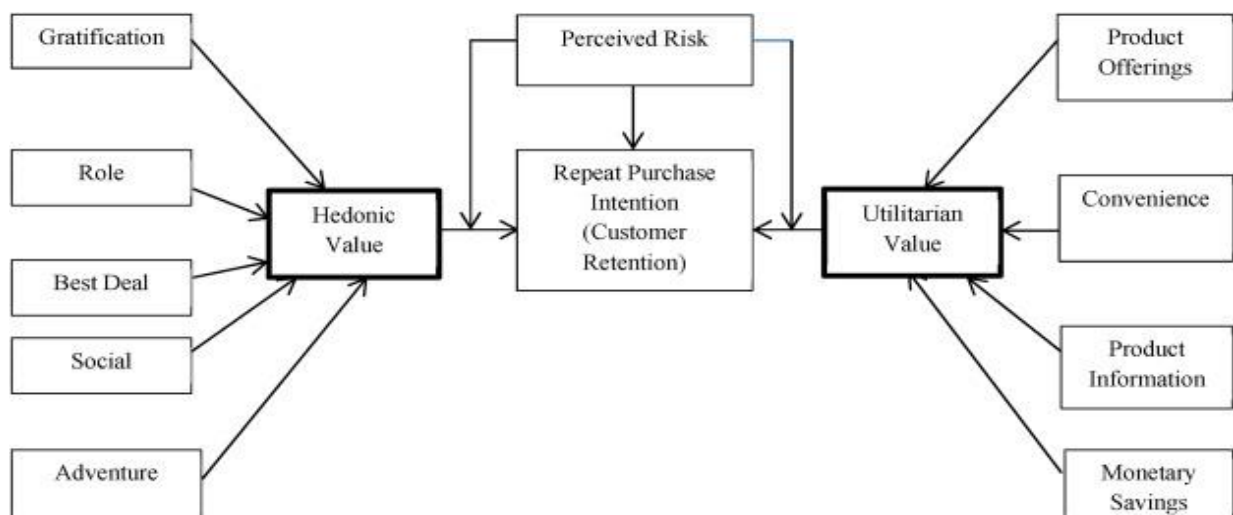 Gratification
Role
Best Deal
Social
Adventure
Hedonic
Value
Perceived Risk
Repeat Purchase
Intention
(Customer
Retention)
Utilitarian
Value
Product
Offerings
Convenience
Product
Information
Monetary
Savings